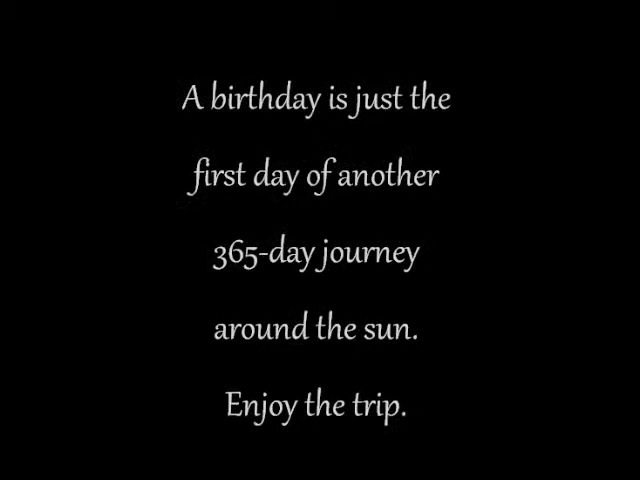 A birthday is just the
first day of another
365-day journey
around the sun.
Enjoy the trip.